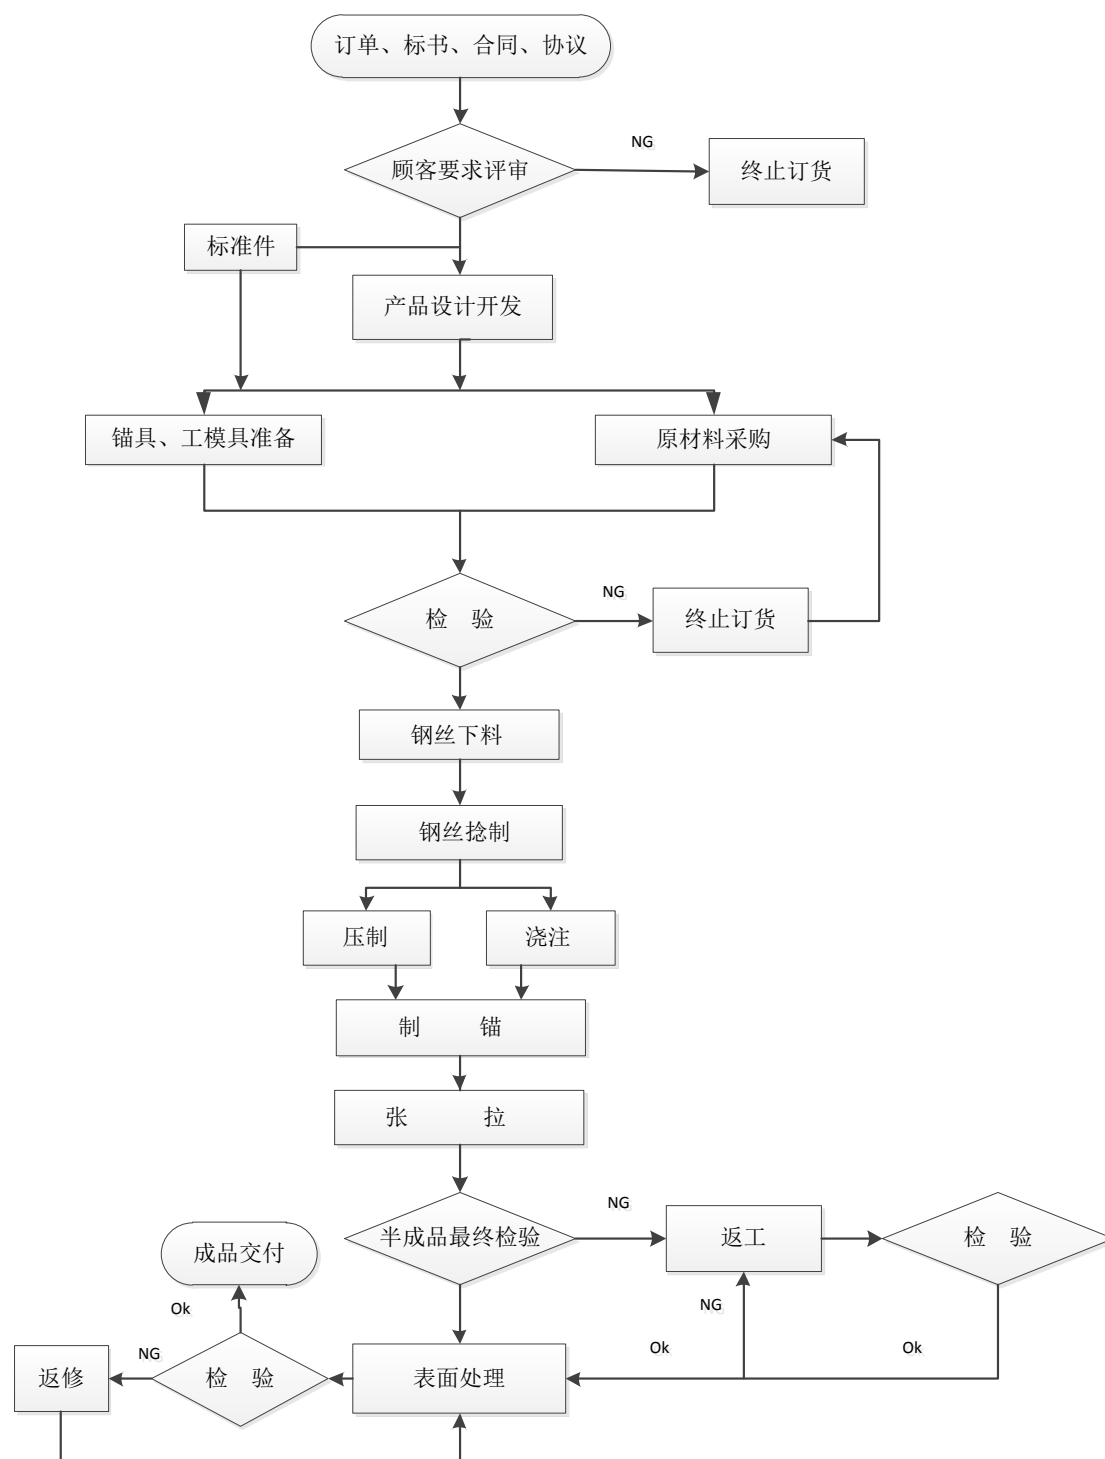 订单、标书、合同、协议
NG
顾客要求评审
终止订货
标准件
产品设计开发
锚具、工模具准备
原材料采购
NG
检 验
终止订货
钢丝下料
钢丝捻制
压制
浇注
制 锚
张 拉
NG
半成品最终检验
返工
检 验
成品交付
Ok
NG
Ok
Ok
NG
返修
检 验
表面处理